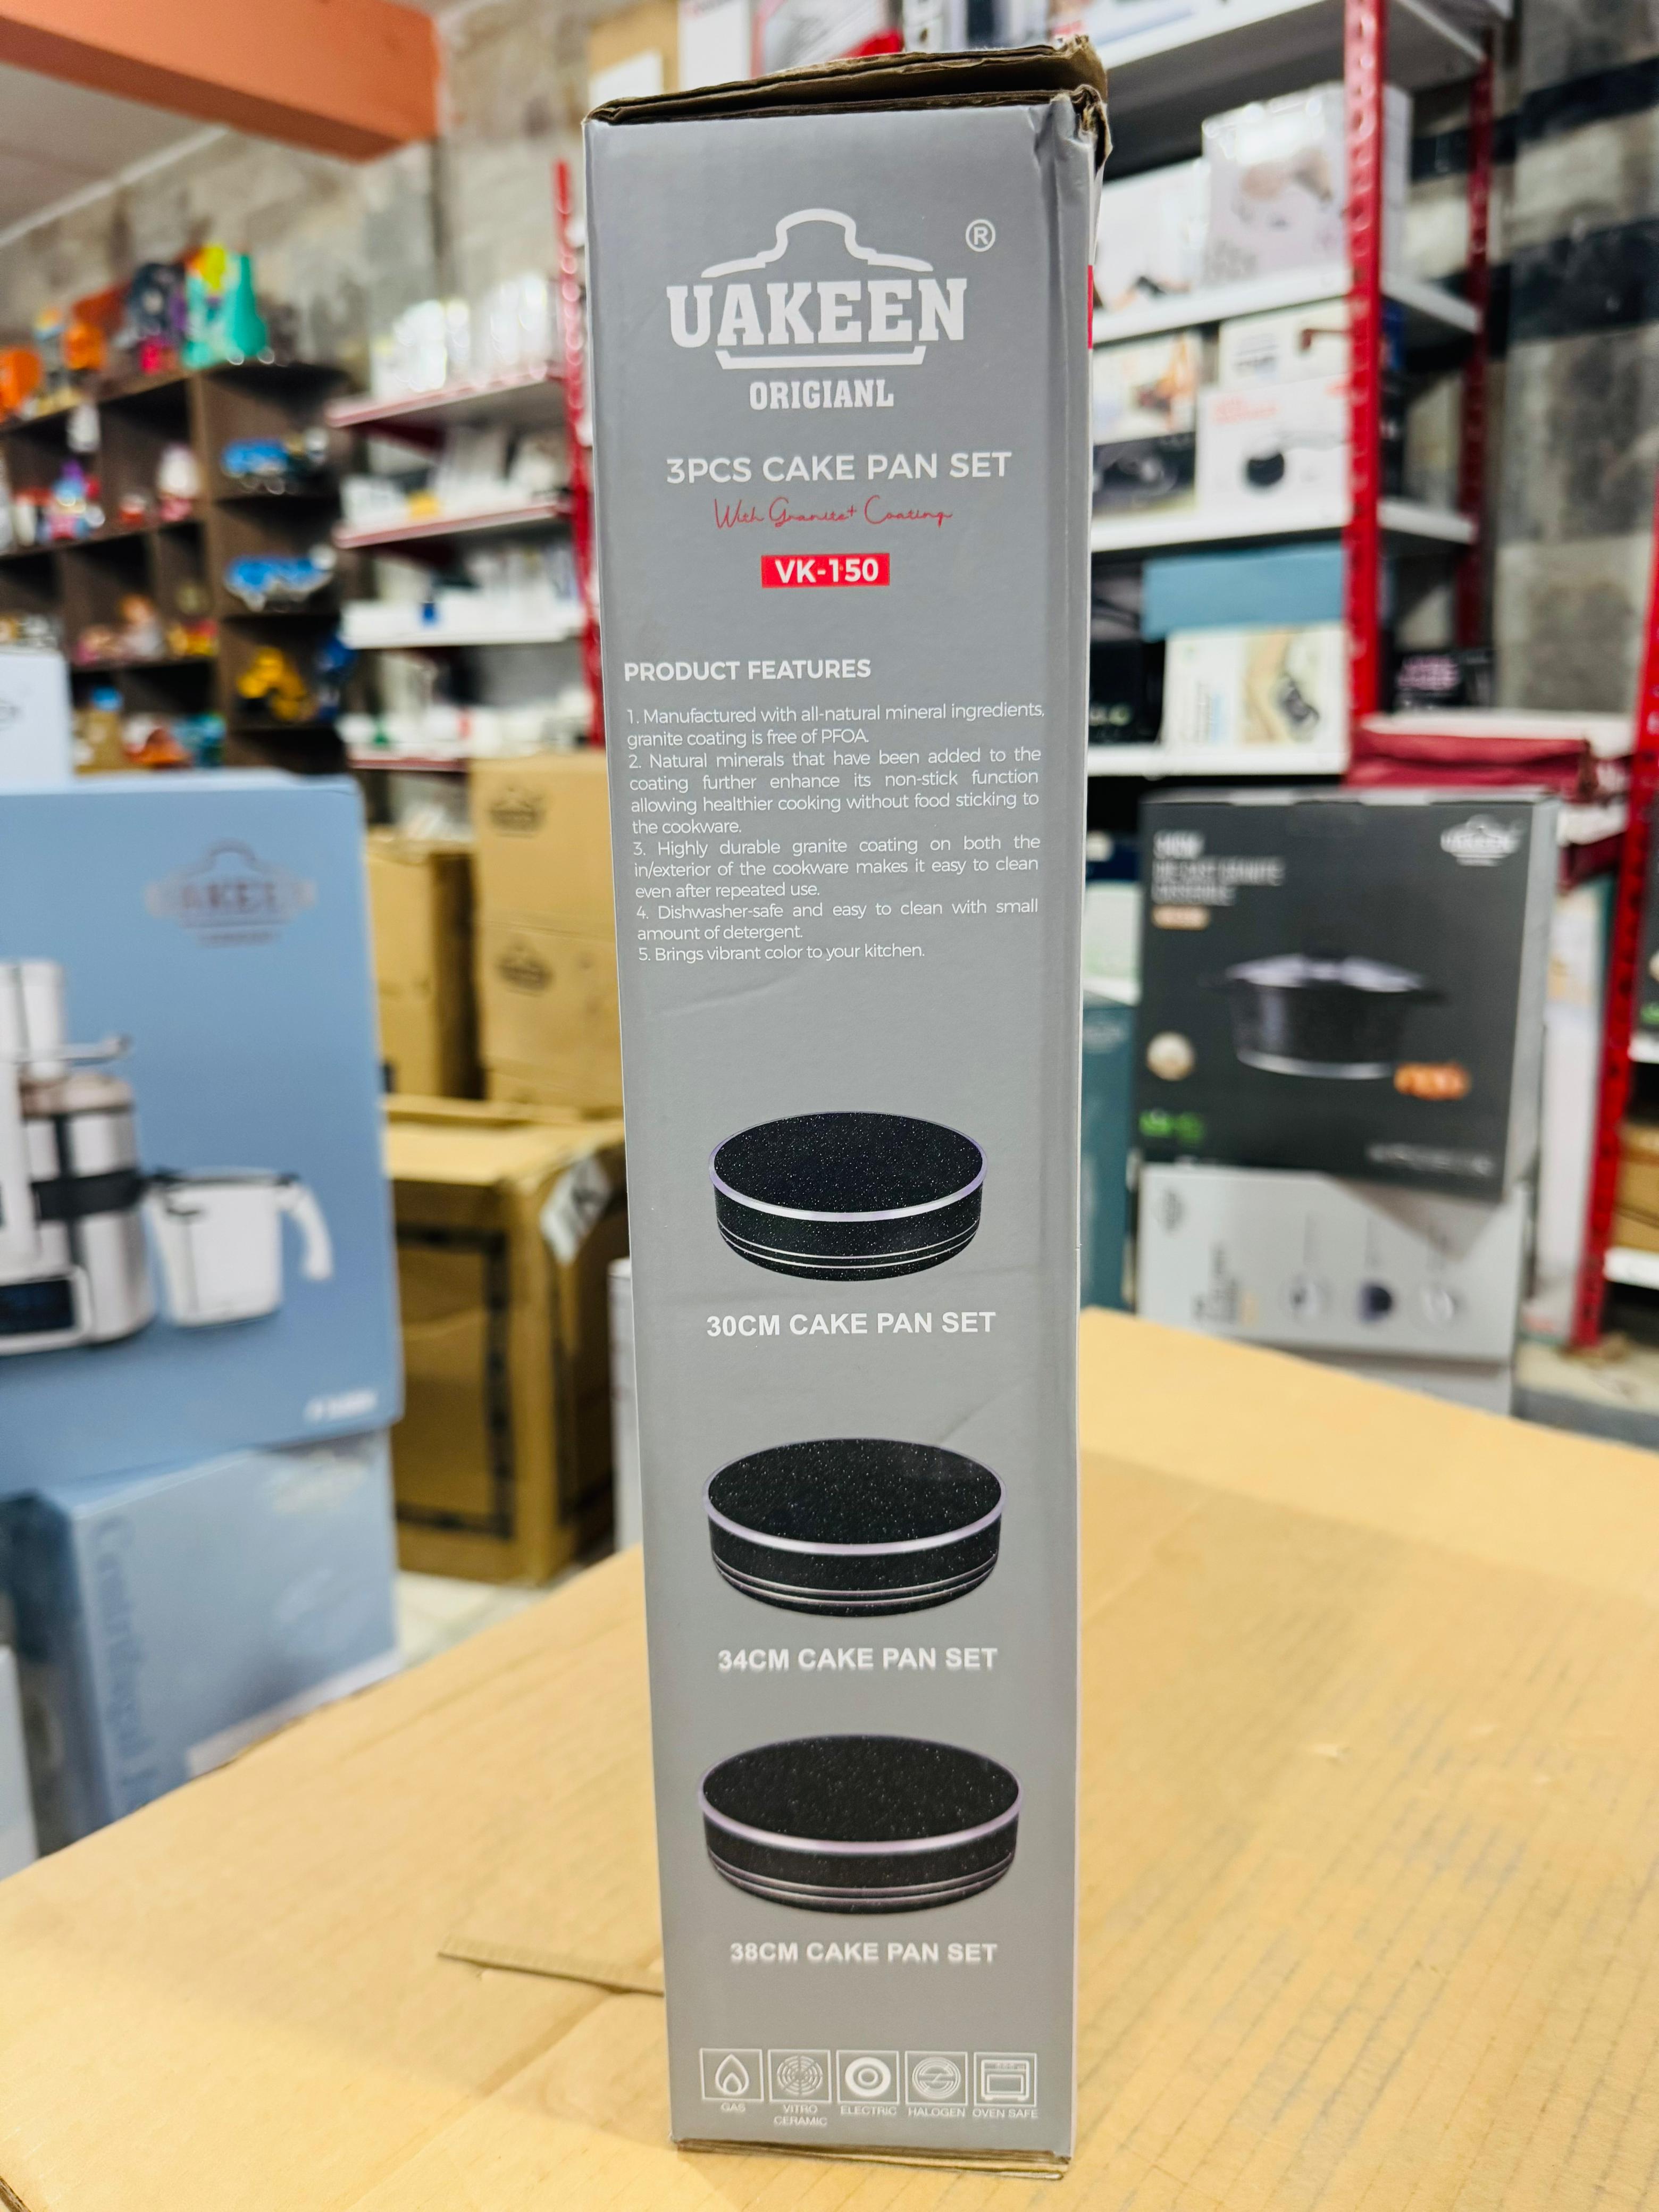 UAKEEN ®
ORIGIANL
3PCS CAKE PAN SET
With Granite+ Coating
VK-150
PRODUCT FEATURES
1. Manufactured with all-natural mineral ingredients,
granite coating is free of PFOA.
2. Natural minerals that have been added to the
coating further enhance its non-stick function
allowing healthier cooking without food sticking to
the cookware.
3. Highly durable granite coating on both the
in/exterior of the cookware makes it easy to clean
even after repeated use.
4. Dishwasher-safe and easy to clean with small
amount of detergent.
5. Brings vibrant color to your kitchen.
30CM CAKE PAN SET
34CM CAKE PAN SET
38CM CAKE PAN SET
GAS
VITRO
CERAMIC
ELECTRIC
HALOGEN
OVEN SAFE
UAKEEN